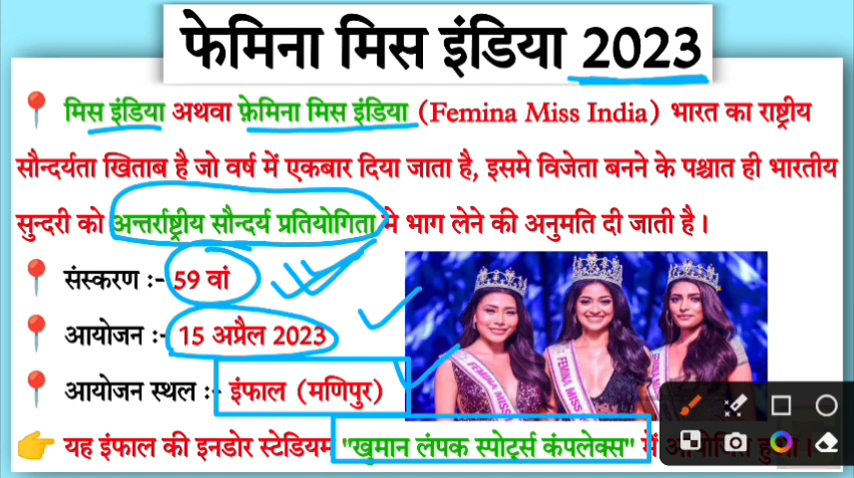 फेमिना मिस इंडिया 2023
मिस इंडिया अथवा फ़ेमिना मिस इंडिया (Femina Miss India) भारत का राष्ट्रीय
सौन्दर्यता खिताब है जो वर्ष में एकबार दिया जाता है, इसमे विजेता बनने के पश्चात ही भारतीय
सुन्दरी को अन्तर्राष्ट्रीय सौन्दर्य प्रतियोगिता मे भाग लेने की अनुमति दी जाती है।
संस्करण :- 59 वां
आयोजन :- 15 अप्रैल 2023
आयोजन स्थल :- इंफाल (मणिपुर)
FEMINA MISS
FEMINA MISS
यह इंफाल की इनडोर स्टेडियम "खुमान लंपक स्पोर्ट्स कंपलेक्स" में